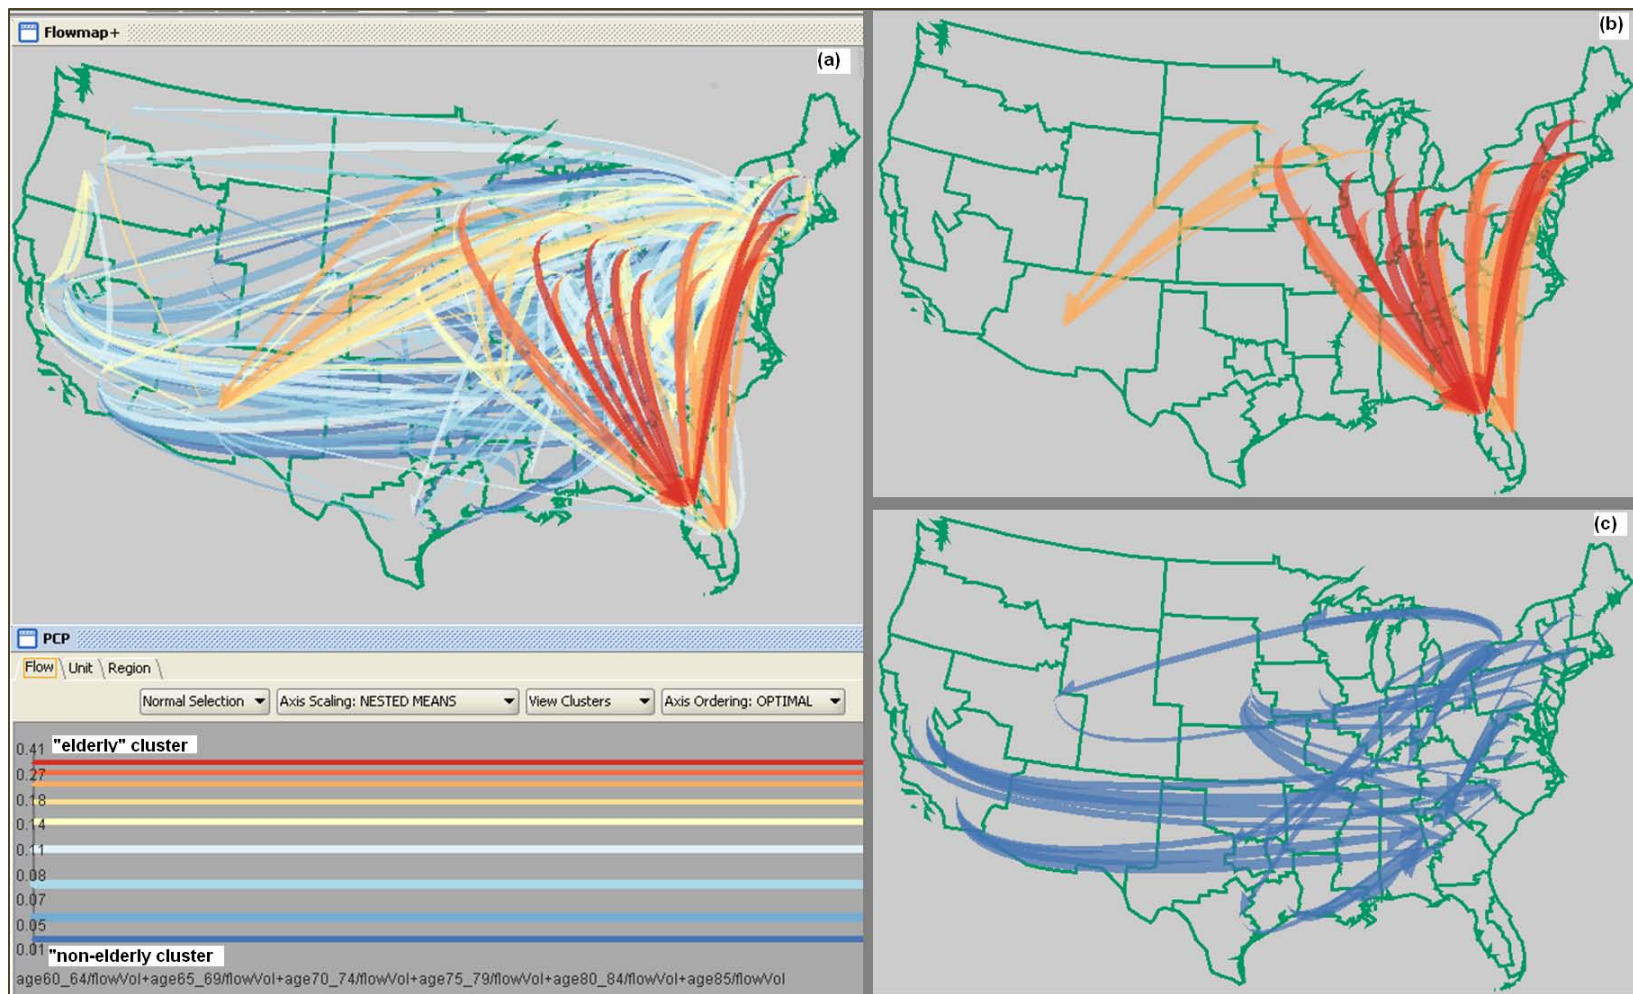 Flowmap+
(a)
(b)
(c)
PCP
Flow Unit Region
Normal Selection Axis Scaling: NESTED MEANS View Clusters Axis Ordering: OPTIMAL
0.41 "elderly" cluster
0.27
0.18
0.14
0.11
0.08
0.07
0.05
0.01 "non-elderly cluster
age60_64/flowVol+age65_69/flowVol+age70_74/flowVol+age75_79/flowVol+age80_84/flowVol+age85/flowVol